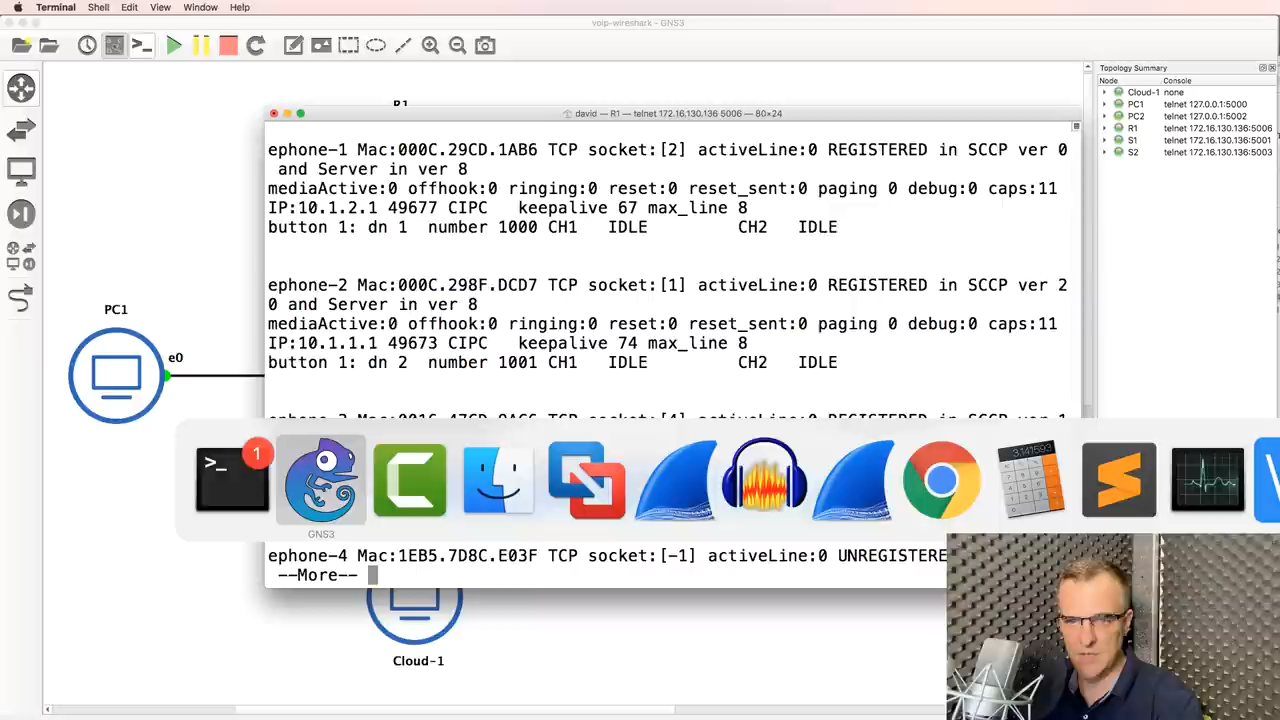 Terminal Shell Edit View Window Help
voip-wireshark - GNS3
Topology Summary
Node Console
Cloud-1 none
PC1 telnet 127.0.0.1:5000
PC2 telnet 127.0.0.1:5002
R1 telnet 172.16.130.136:5006
S1 telnet 172.16.130.136:5001
S2 telnet 172.16.130.136:5003
R1
david — R1 — telnet 172.16.130.136 5006 — 80×24
ephone-1 Mac:000C.29CD.1AB6 TCP socket:[2] activeLine:0 REGISTERED in SCCP ver 0
and Server in ver 8
mediaActive:0 offhook:0 ringing:0 reset:0 reset_sent:0 paging 0 debug:0 caps:11
IP:10.1.2.1 49677 CIPC keepalive 67 max_line 8
button 1: dn 1 number 1000 CH1 IDLE CH2 IDLE
ephone-2 Mac:000C.298F.DCD7 TCP socket:[1] activeLine:0 REGISTERED in SCCP ver 2
0 and Server in ver 8
mediaActive:0 offhook:0 ringing:0 reset:0 reset_sent:0 paging 0 debug:0 caps:11
IP:10.1.1.1 49673 CIPC keepalive 74 max_line 8
button 1: dn 2 number 1001 CH1 IDLE CH2 IDLE
PC1
e0
1
3.141593
GNS3
ephone-4 Mac:1EB5.7D8C.E03F TCP socket:[-1] activeLine:0 UNREGISTERE
--More--
Cloud-1